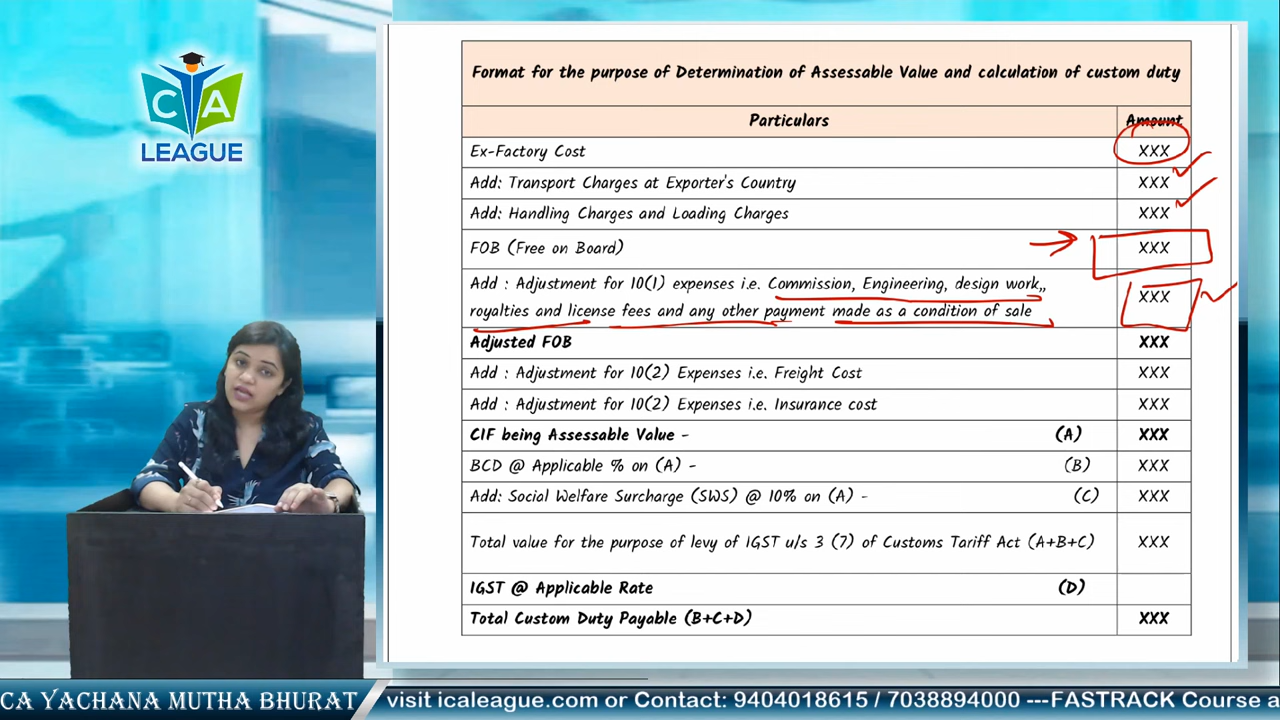 CA
LEAGUE
Format for the purpose of Determination of Assessable Value and calculation of custom duty
Particulars Amount
Ex-Factory Cost XXX
Add: Transport Charges at Exporter's Country XXX
Add: Handling Charges and Loading Charges XXX
FOB (Free on Board) XXX
Add : Adjustment for 10(1) expenses i.e. Commission, Engineering, design work,,
royalties and license fees and any other payment made as a condition of sale XXX
Adjusted FOB XXX
Add : Adjustment for 10(2) Expenses i.e. Freight Cost XXX
Add : Adjustment for 10(2) Expenses i.e. Insurance cost XXX
CIF being Assessable Value - (A) XXX
BCD @ Applicable % on (A) - (B) XXX
Add: Social Welfare Surcharge (SWS) @ 10% on (A) - (C) XXX
Total value for the purpose of levy of IGST u/s 3 (7) of Customs Tariff Act (A+B+C) XXX
IGST @ Applicable Rate (D)
Total Custom Duty Payable (B+C+D) XXX
CA YACHANA MUTHA BHURAT visit icaleague.com or Contact: 9404018615 / 7038894000 ---FASTRACK Course a